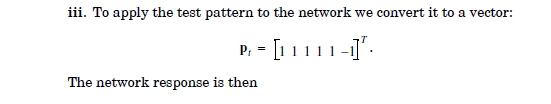 iii. To apply the test pattern to the network we convert it to a vector:
p_t = [1 1 1 1 1 –1]^T.
The network response is then